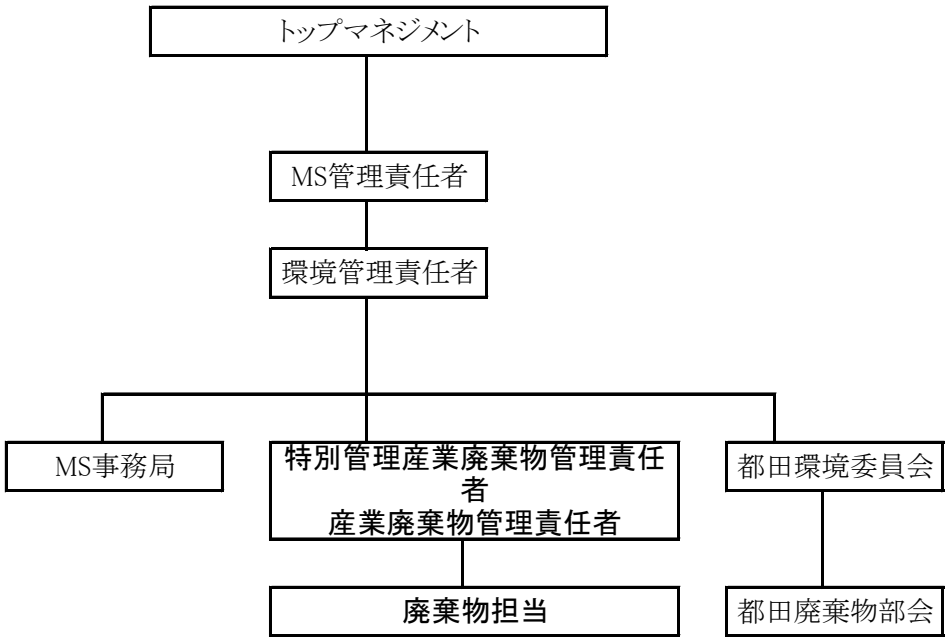 トップマネジメント
MS管理責任者
環境管理責任者
MS事務局
特別管理産業廃棄物管理責任
者
産業廃棄物管理責任者
都田環境委員会
廃棄物担当
都田廃棄物部会